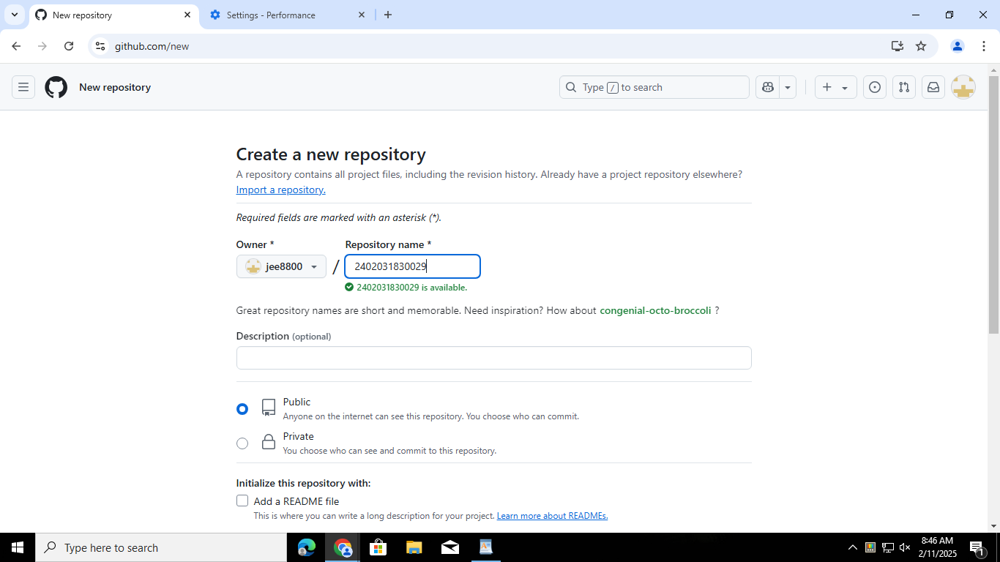 New repository
Settings - Performance
github.com/new
New repository
Type / to search
Create a new repository
A repository contains all project files, including the revision history. Already have a project repository elsewhere?
Import a repository.
Required fields are marked with an asterisk (*).
Owner *
Repository name *
jee8800
/
2402031830029
2402031830029 is available.
Great repository names are short and memorable. Need inspiration? How about congenial-octo-broccoli ?
Description (optional)
Public
Anyone on the internet can see this repository. You choose who can commit.
Private
You choose who can see and commit to this repository.
Initialize this repository with:
Add a README file
This is where you can write a long description for your project. Learn more about READMEs.
Type here to search
8:46 AM
2/11/2025
1